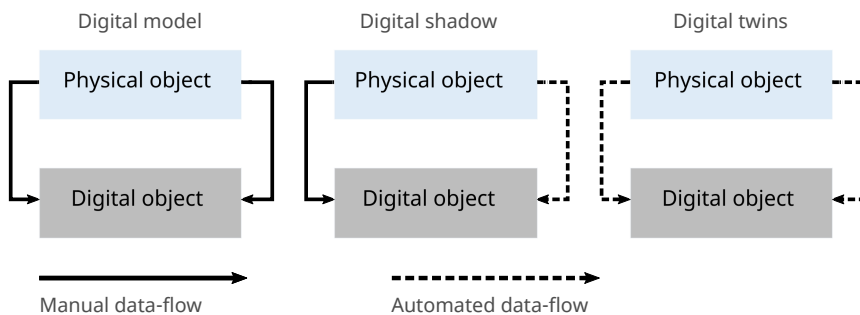 Digital model
Digital shadow
Digital twins
Physical object
Physical object
Physical object
Digital object
Digital object
Digital object
Manual data-flow
Automated data-flow